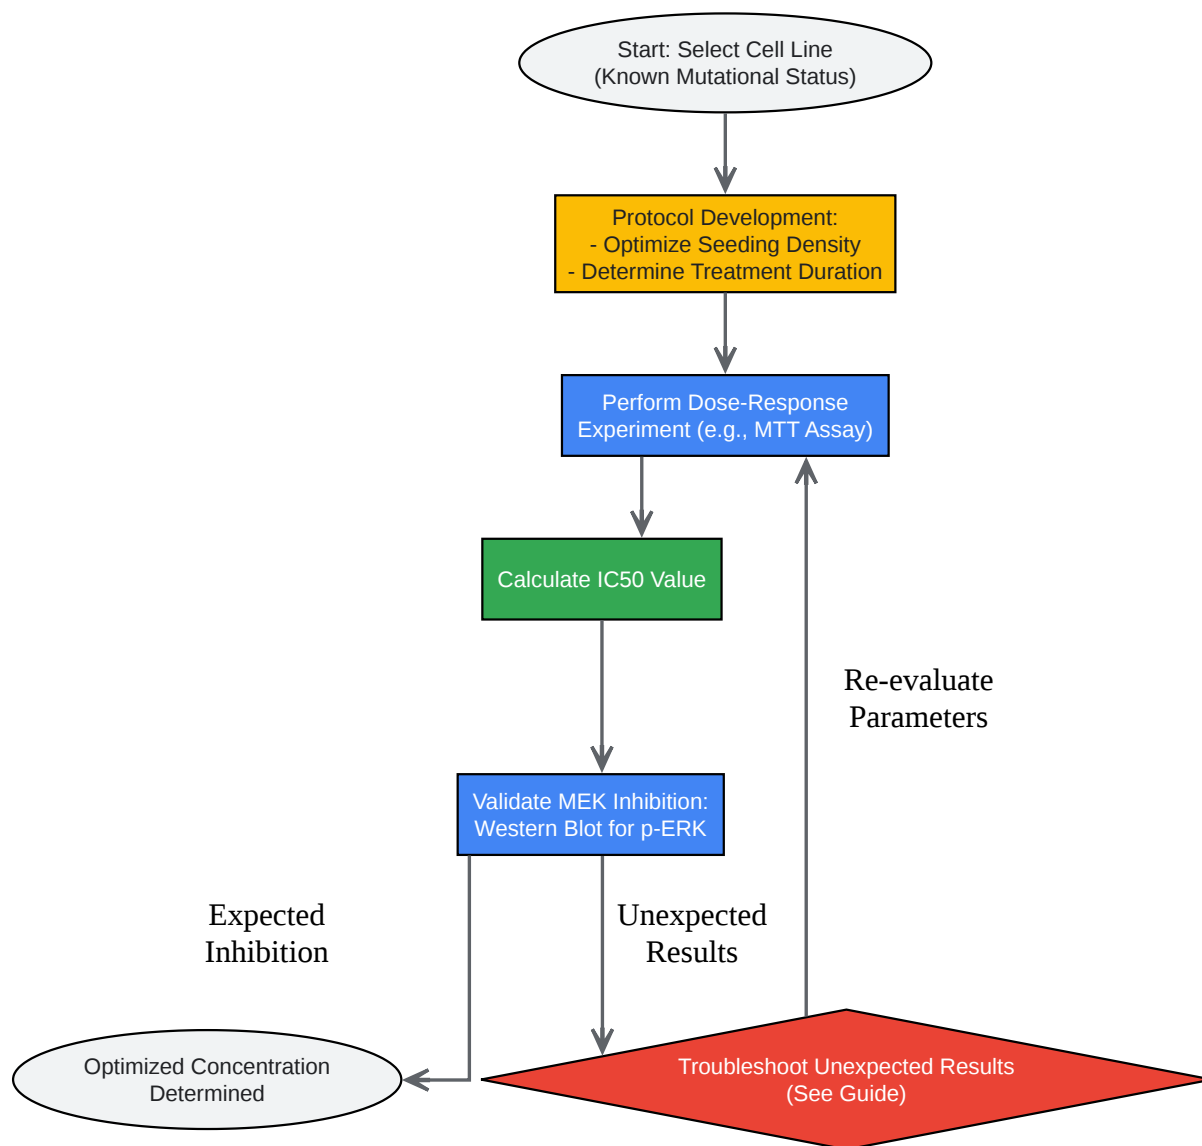 Start: Select Cell Line
(Known Mutational Status)
Protocol Development:
- Optimize Seeding Density
- Determine Treatment Duration
Perform Dose-Response
Experiment (e.g., MTT Assay)
Calculate IC50 Value
Re-evaluate
Parameters
Validate MEK Inhibition:
Western Blot for p-ERK
Expected
Inhibition
Unexpected
Results
Optimized Concentration
Determined
Troubleshoot Unexpected Results
(See Guide)